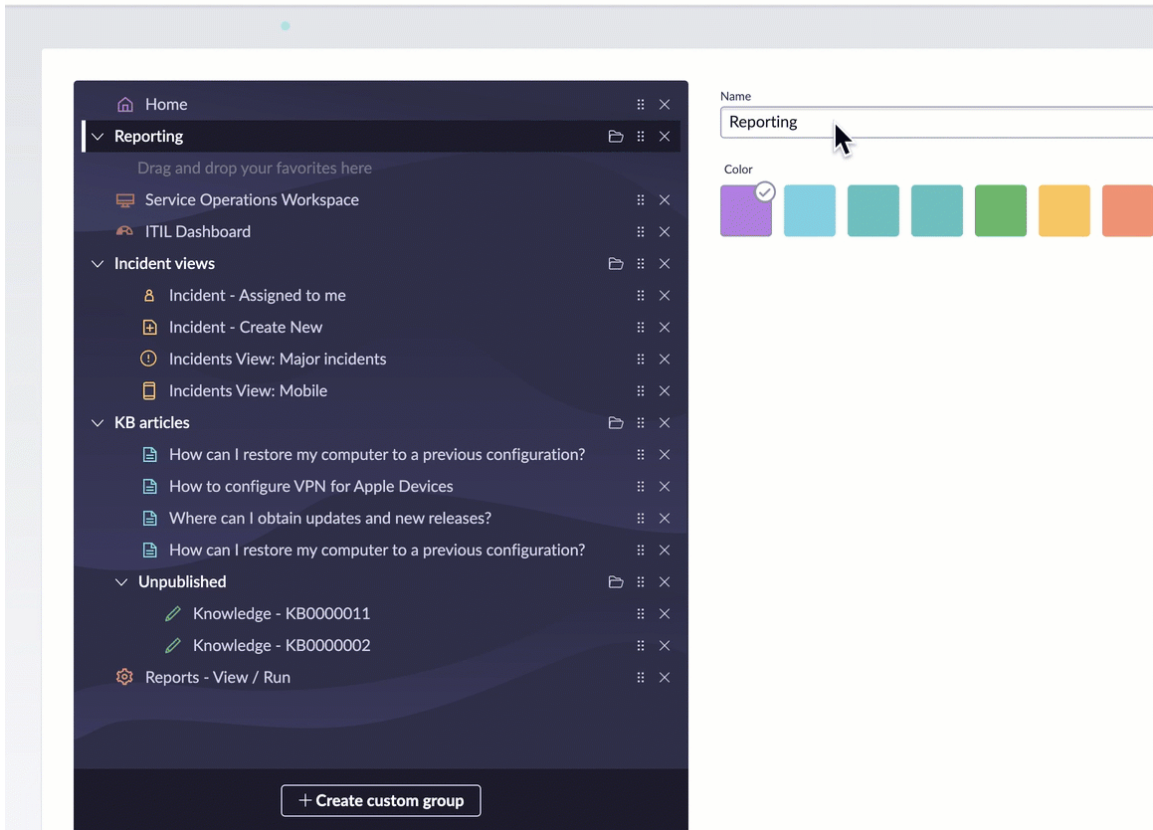 Home
Reporting
Drag and drop your favorites here
Service Operations Workspace
ITIL Dashboard
Incident views
Incident - Assigned to me
Incident - Create New
Incidents View: Major incidents
Incidents View: Mobile
KB articles
How can I restore my computer to a previous configuration?
How to configure VPN for Apple Devices
Where can I obtain updates and new releases?
How can I restore my computer to a previous configuration?
Unpublished
Knowledge - KB0000011
Knowledge - KB0000002
Reports - View / Run
+ Create custom group
Name
Reporting
Color